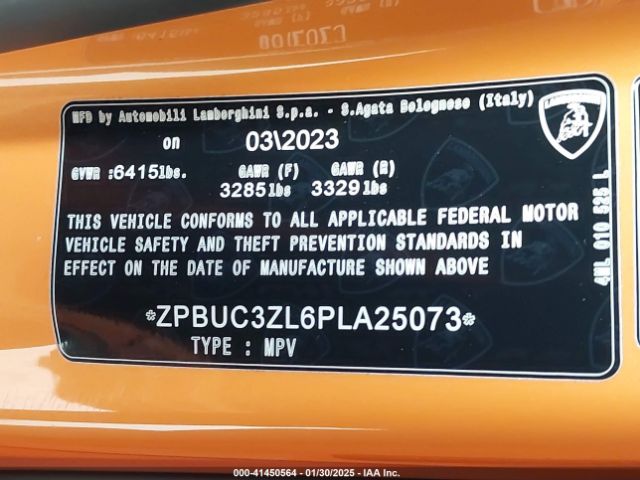 MFD by Automobili Lamborghini S.p.a. - S.Agata Bolognese (Italy)
on 03\2023
GVWR :6415lbs. GAWR (F) GAWR (R)
3285lbs 3329lbs
THIS VEHICLE CONFORMS TO ALL APPLICABLE FEDERAL MOTOR
VEHICLE SAFETY AND THEFT PREVENTION STANDARDS IN
EFFECT ON THE DATE OF MANUFACTURE SHOWN ABOVE
*ZPBUC3ZL6PLA25073*
TYPE : MPV
4ML 010 525 L
000-41450564 - 01/30/2025 - IAA Inc.